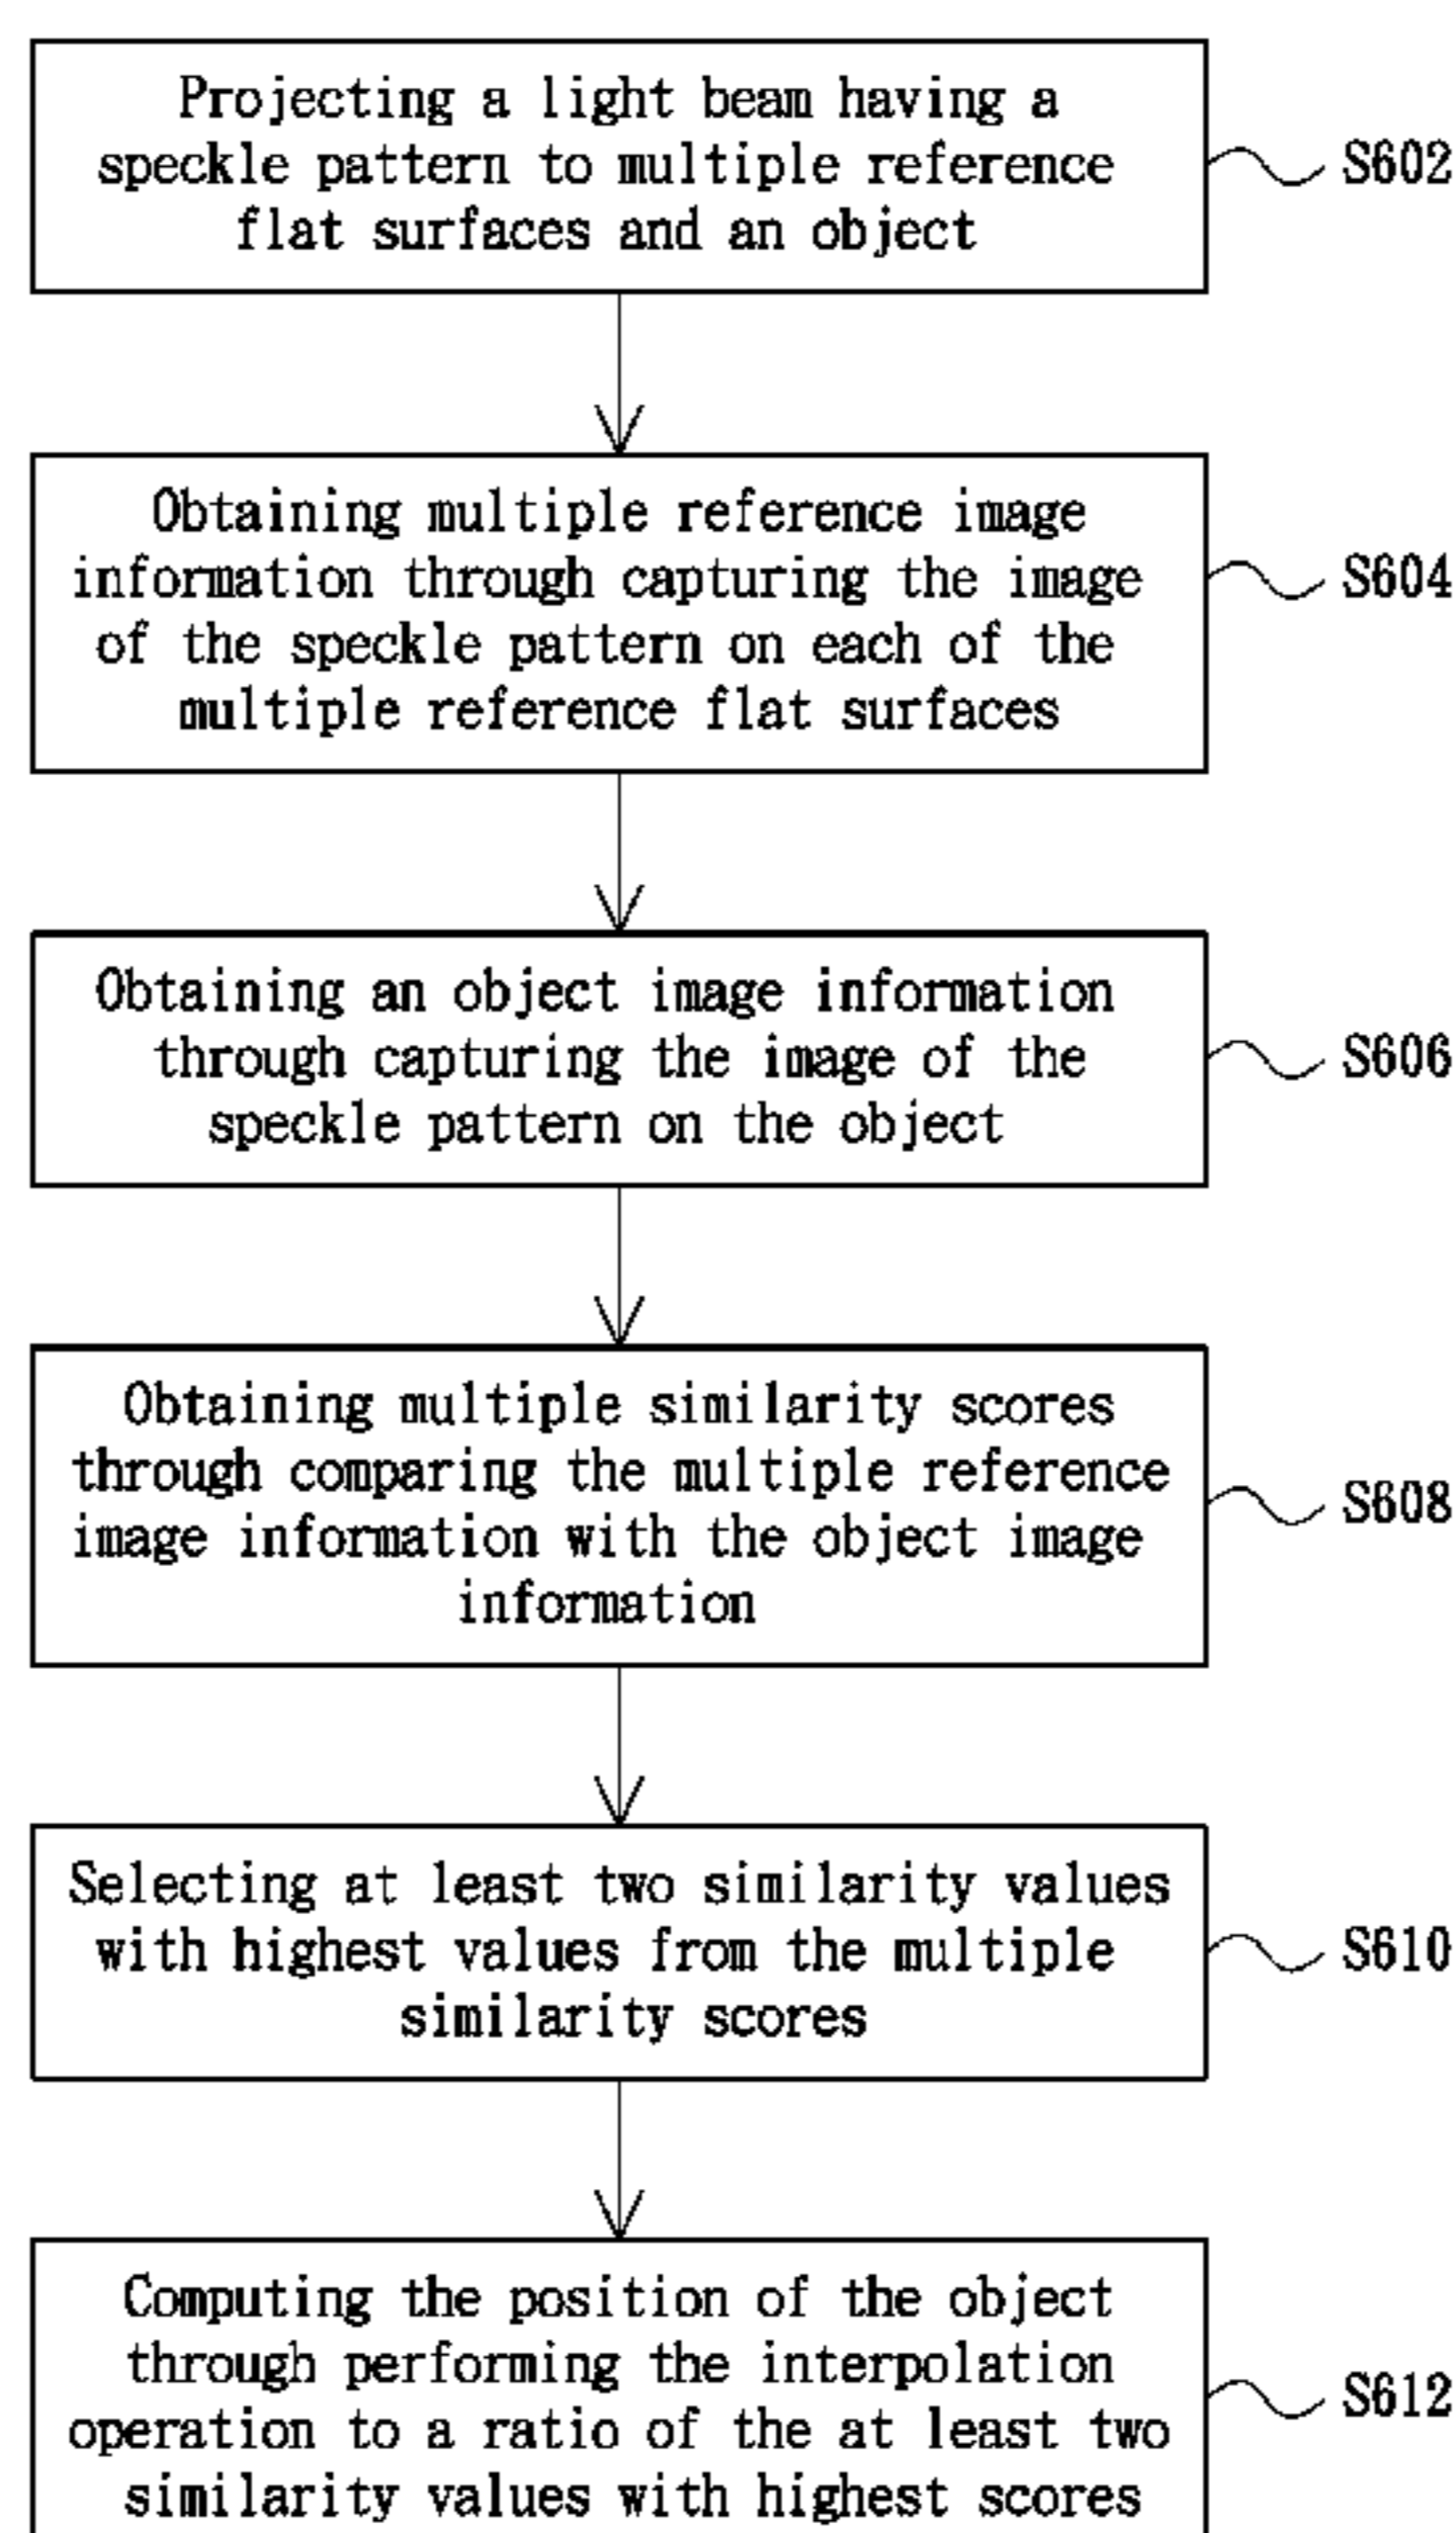 Projecting a light beam having a
speckle pattern to multiple reference
flat surfaces and an object
S602
Obtaining multiple reference image
information through capturing the image
of the speckle pattern on each of the
multiple reference flat surfaces
S604
Obtaining an object image information
through capturing the image of the
speckle pattern on the object
S606
Obtaining multiple similarity scores
through comparing the multiple reference
image information with the object image
information
S608
Selecting at least two similarity values
with highest values from the multiple
similarity scores
S610
Computing the position of the object
through performing the interpolation
operation to a ratio of the at least two
similarity values with highest scores
S612